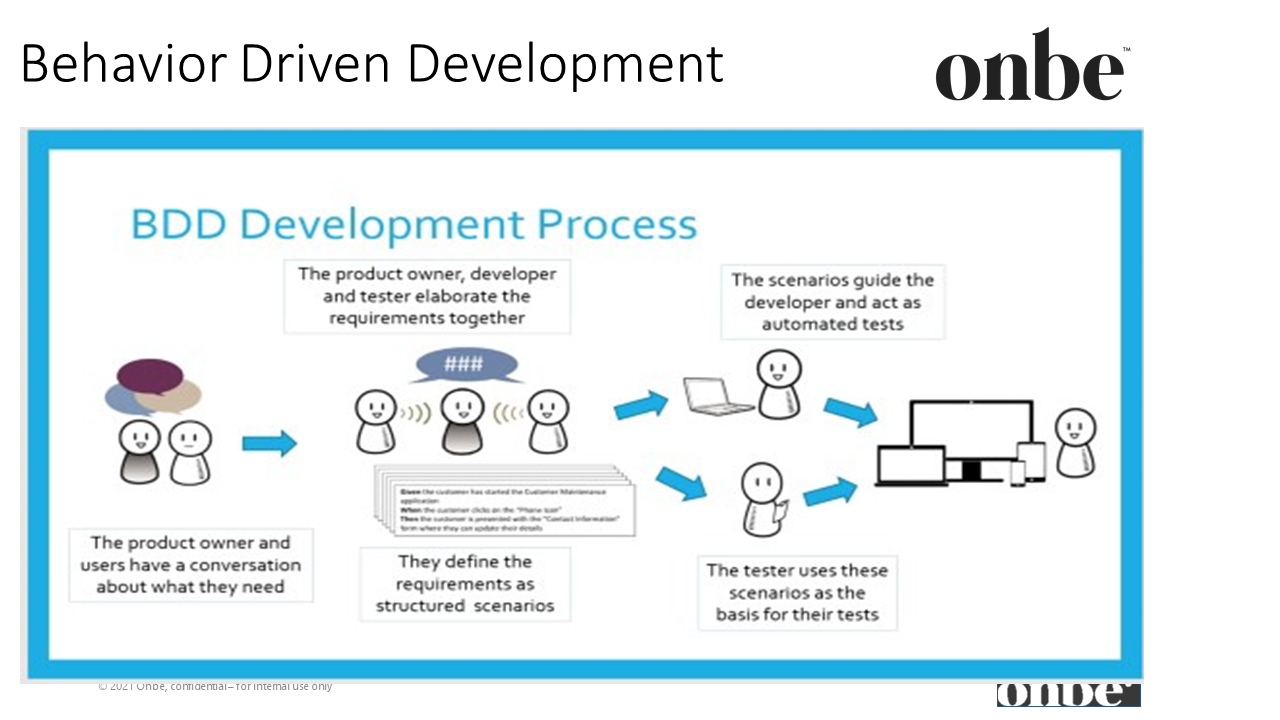 Behavior Driven Development
onbe™
BDD Development Process
The product owner, developer
and tester elaborate the
requirements together
The scenarios guide the
developer and act as
automated tests
###
Given the customer has started the Customer Maintenance
application
When the customer clicks on the "Phone Icon"
Then the customer is presented with the "Contact Information"
form where they can update their details
The product owner and
users have a conversation
about what they need
They define the
requirements as
structured scenarios
The tester uses these
scenarios as the
basis for their tests
© 2021 Onbe, confidential – for internal use only
onbe™